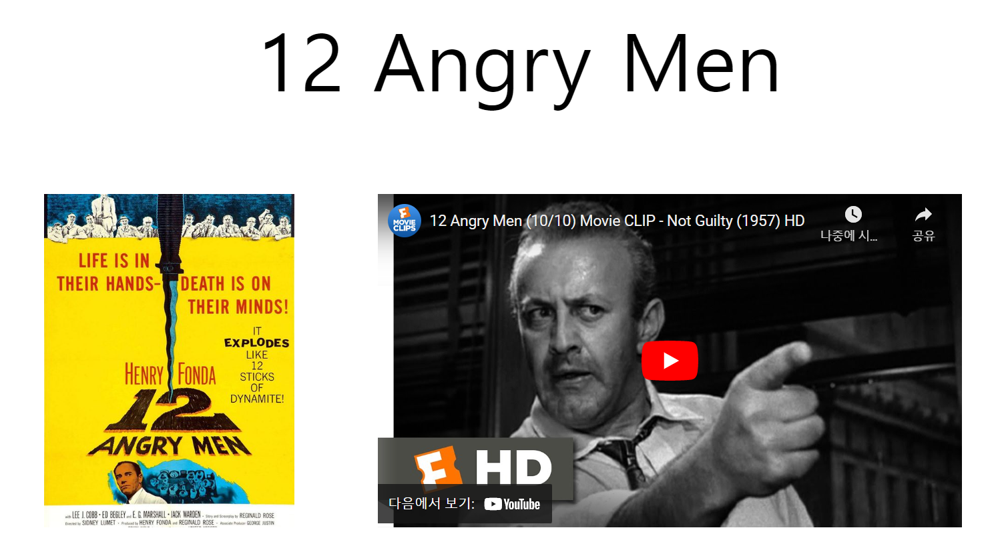 12 Angry Men
LIFE IS IN
THEIR HANDS- DEATH IS ON
THEIR MINDS!
IT
EXPLODES
LIKE
12
STICKS
OF
DYNAMITE!
HENRY FONDA
12
ANGRY MEN
with LEE J. COBB • ED BEGLEY and E. G. MARSHALL • JACK WARDEN • Story and Screenplay by REGINALD ROSE
Directed by SIDNEY LUMET • Produced by HENRY FONDA and REGINALD ROSE • Associate Producer GEORGE JUSTIN
MOVIE
CLIPS
12 Angry Men (10/10) Movie CLIP - Not Guilty (1957) HD
나중에 시...
공유
F HD
다음에서 보기: YouTube